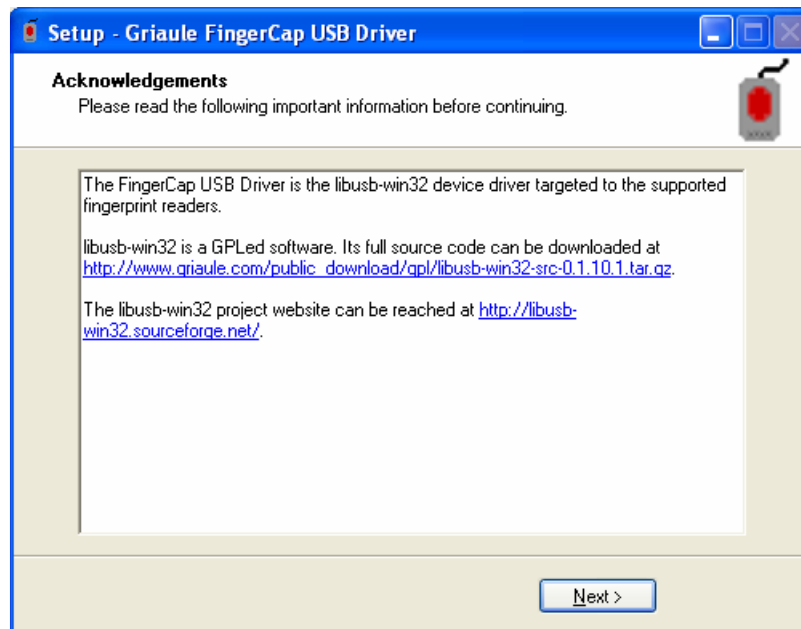 Setup - Griaule FingerCap USB Driver
Acknowledgements
Please read the following important information before continuing.
The FingerCap USB Driver is the libusb-win32 device driver targeted to the supported
fingerprint readers.
libusb-win32 is a GPLed software. Its full source code can be downloaded at
http://www.griaule.com/public_download/gpl/libusb-win32-src-0.1.10.1.tar.gz.
The libusb-win32 project website can be reached at http://libusb-
win32.sourceforge.net/.
Next >